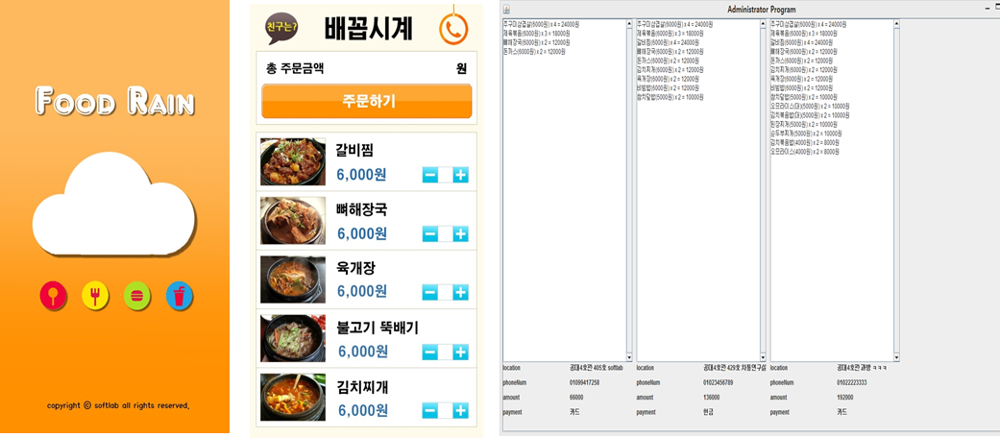 FOOD RAIN
copyright ⓒ softlab all rights reserved.
친구는?
배꼽시계
총 주문금액 원
주문하기
갈비찜
6,000원
뼈해장국
6,000원
육개장
6,000원
불고기 뚝배기
6,000원
김치찌개
6,000원
Administrator Program
쭈구미삼겹살(6000원) x 4 = 24000원
제육볶음(6000원) x 3 = 18000원
뼈해장국(6000원) x 2 = 12000원
돈까스(6000원) x 2 = 12000원
location 공대4호관 405호 softlab
phoneNum 01099417258
amount 66000
payment 카드
쭈구미삼겹살(6000원) x 4 = 24000원
제육볶음(6000원) x 3 = 18000원
갈비찜(6000원) x 4 = 24000원
뼈해장국(6000원) x 2 = 12000원
돈까스(6000원) x 2 = 12000원
김치찌개(6000원) x 2 = 12000원
육개장(6000원) x 2 = 12000원
비빔밥(6000원) x 2 = 12000원
참치덮밥(5000원) x 2 = 10000원
location 공대4호관 429호
phoneNum 01023456789
amount 136000
payment 현금
쭈구미삼겹살(6000원) x 4 = 24000원
제육볶음(6000원) x 3 = 18000원
갈비찜(6000원) x 4 = 24000원
뼈해장국(6000원) x 2 = 12000원
돈까스(6000원) x 2 = 12000원
김치찌개(6000원) x 2 = 12000원
육개장(6000원) x 2 = 12000원
비빔밥(6000원) x 2 = 12000원
참치덮밥(5000원) x 2 = 10000원
오므라이스(대)(5000원) x 2 = 10000원
김치볶음밥(대)(5000원) x 2 = 10000원
된장찌개(5000원) x 2 = 10000원
순두부찌개(5000원) x 2 = 10000원
김치볶음밥(4000원) x 2 = 8000원
오므라이스(4000원) x 2 = 8000원
location 공대4호관 과방 ㅋㅋㅋ
phoneNum 01022223333
amount 192000
payment 카드